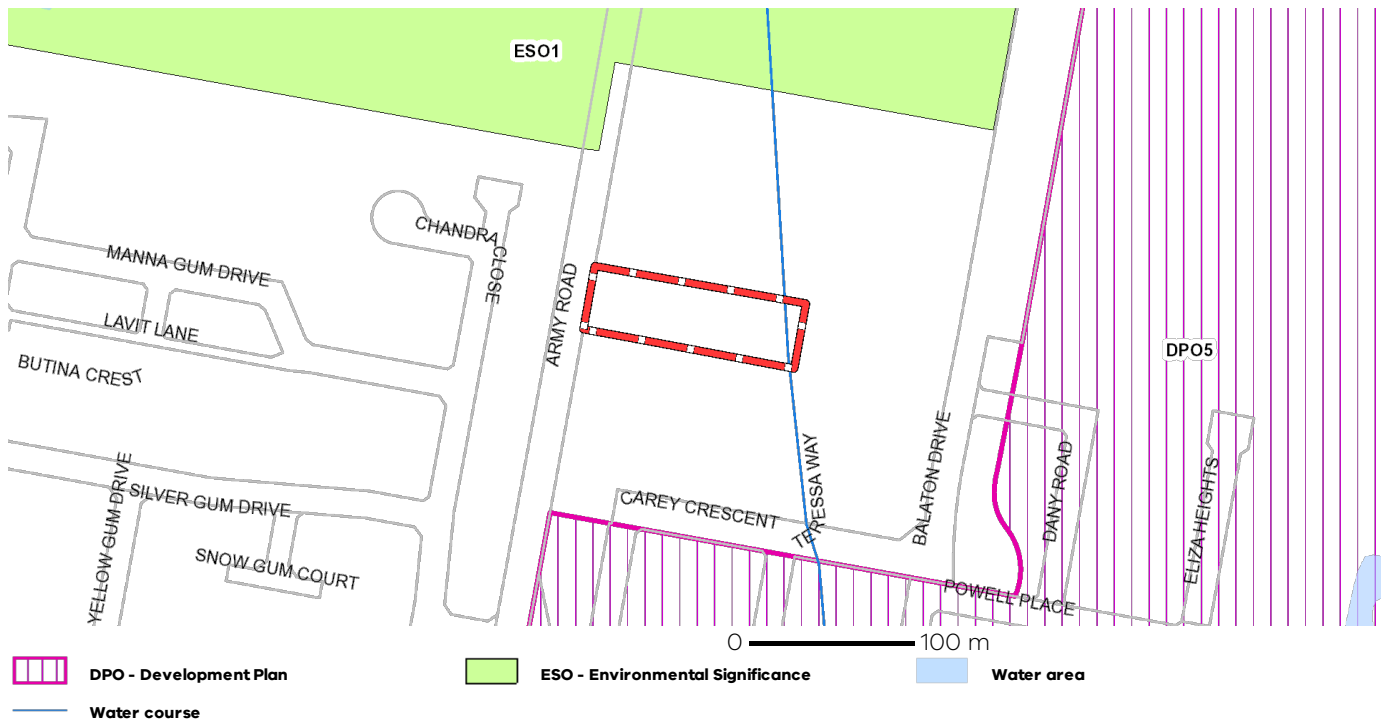 ESO1
CHANDRA CLOSE
MANNA GUM DRIVE
ARMY ROAD
LAVIT LANE
BUTINA CREST
DPO5
TERESSA WAY
BALATON DRIVE
DANY ROAD
ELIZA HEIGHTS
YELLOW GUM DRIVE
SILVER GUM DRIVE
CAREY CRESCENT
SNOW GUM COURT
POWELL PLACE
0 100 m
DPO - Development Plan
ESO - Environmental Significance
Water area
Water course